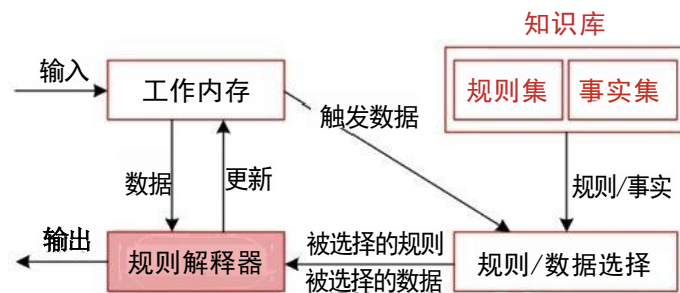 知识库
输入
工作内存
规则集
事实集
触发数据
数据
更新
规则/事实
输出
规则解释器
被选择的规则
被选择的数据
规则/数据选择